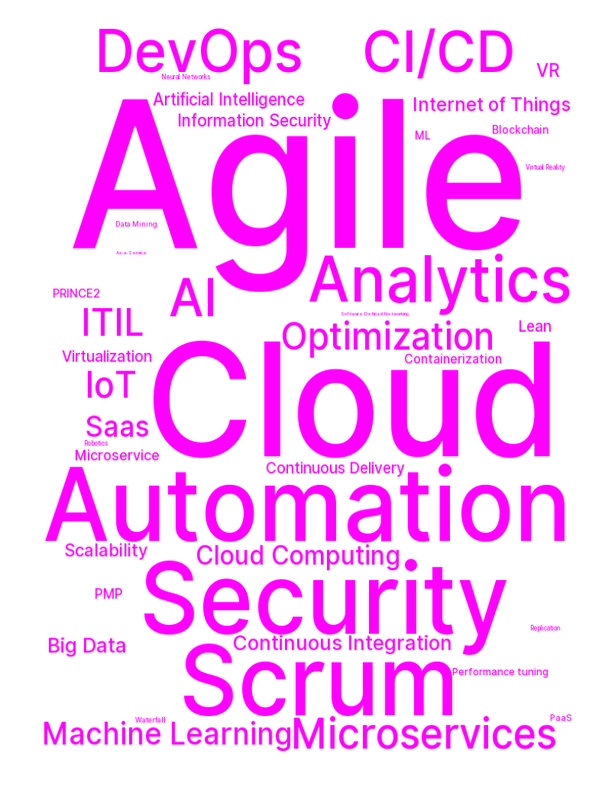 DevOps
CI/CD
VR
Neural Networks
Artificial Intelligence
Internet of Things
Information Security
Blockchain
ML
Agile
Virtual Reality
Data Mining
As-a-Service
Analytics
AI
PRINCE2
Software-Defined Networking
ITIL
Optimization
Lean
Virtualization
Containerization
IoT
Cloud
Saas
Robotics
Microservice
Continuous Delivery
Automation
Scalability
Cloud Computing
Security
PMP
Replication
Big Data
Continuous Integration
Scrum
Performance tuning
Waterfall
PaaS
Machine Learning
Microservices